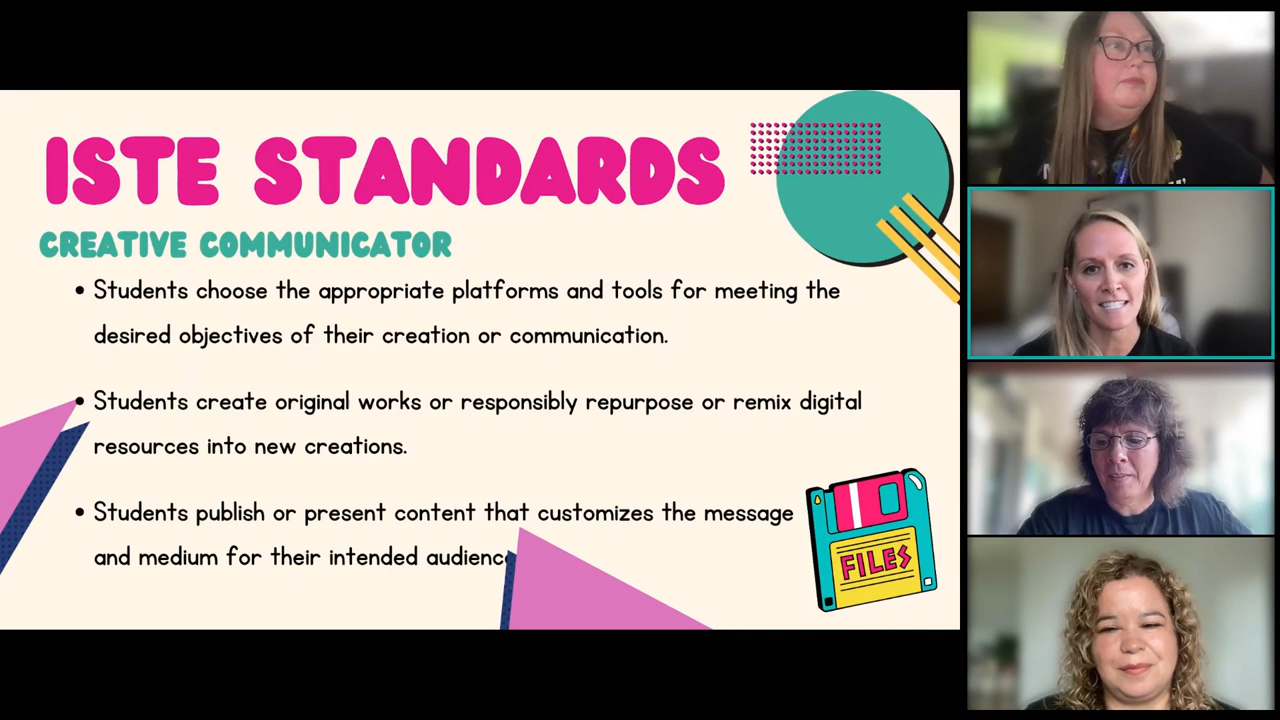 ISTE STANDARDS
CREATIVE COMMUNICATOR
• Students choose the appropriate platforms and tools for meeting the
desired objectives of their creation or communication.
• Students create original works or responsibly repurpose or remix digital
resources into new creations.
• Students publish or present content that customizes the message
and medium for their intended audienc
FILES